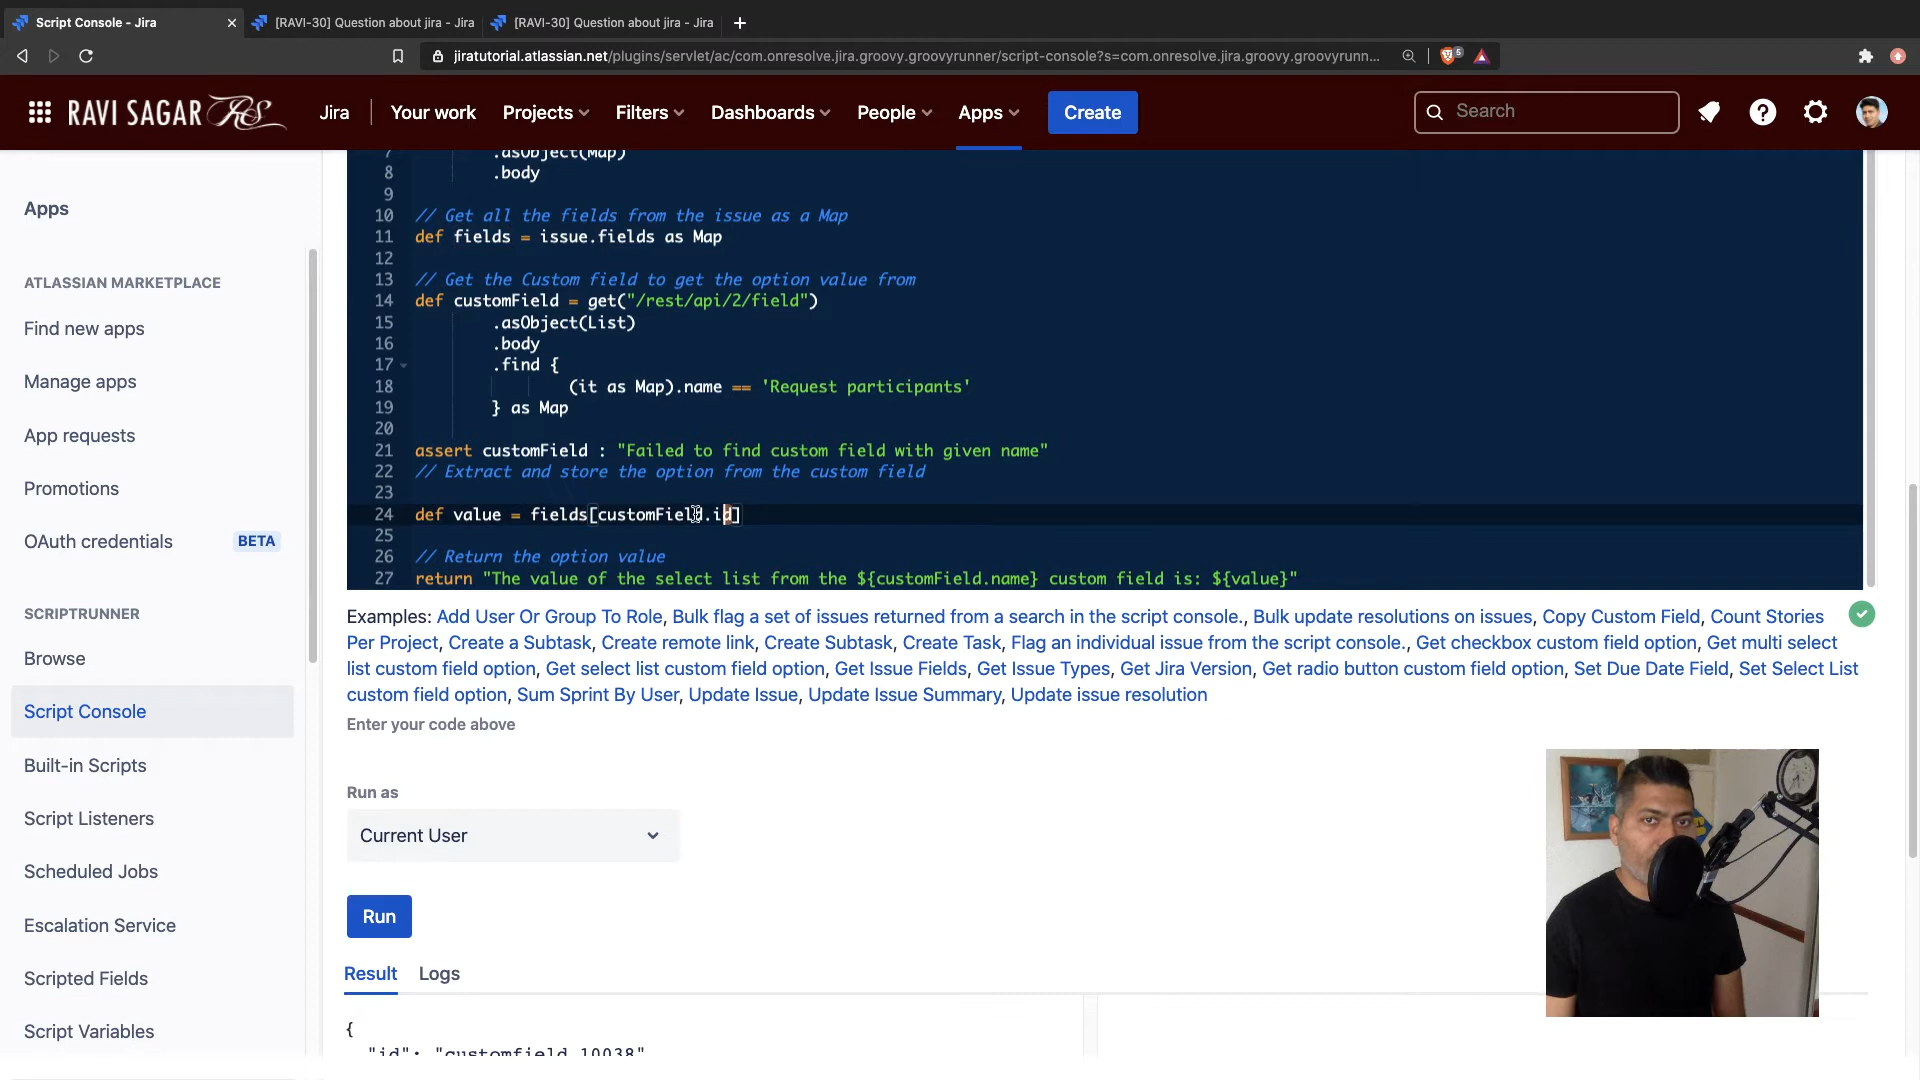 Script Console - Jira
[RAVI-30] Question about jira - Jira
[RAVI-30] Question about jira - Jira
jiratutorial.atlassian.net/plugins/servlet/ac/com.onresolve.jira.groovy.groovyrunner/script-console?s=com.onresolve.jira.groovy.groovyrunn...
5
RAVI SAGAR RS
Jira
Your work
Projects
Filters
Dashboards
People
Apps
Create
Search
Apps
ATLASSIAN MARKETPLACE
Find new apps
Manage apps
App requests
Promotions
OAuth credentials BETA
SCRIPTRUNNER
Browse
Script Console
Built-in Scripts
Script Listeners
Scheduled Jobs
Escalation Service
Scripted Fields
Script Variables
7 .asObject(Map)
8 .body
9
10 // Get all the fields from the issue as a Map
11 def fields = issue.fields as Map
12
13 // Get the Custom field to get the option value from
14 def customField = get("/rest/api/2/field")
15 .asObject(List)
16 .body
17 .find {
18 (it as Map).name == 'Request participants'
19 } as Map
20
21 assert customField : "Failed to find custom field with given name"
22 // Extract and store the option from the custom field
23
24 def value = fields[customField.id]
25
26 // Return the option value
27 return "The value of the select list from the ${customField.name} custom field is: ${value}"
Examples: Add User Or Group To Role, Bulk flag a set of issues returned from a search in the script console., Bulk update resolutions on issues, Copy Custom Field, Count Stories
Per Project, Create a Subtask, Create remote link, Create Subtask, Create Task, Flag an individual issue from the script console., Get checkbox custom field option, Get multi select
list custom field option, Get select list custom field option, Get Issue Fields, Get Issue Types, Get Jira Version, Get radio button custom field option, Set Due Date Field, Set Select List
custom field option, Sum Sprint By User, Update Issue, Update Issue Summary, Update issue resolution
Enter your code above
Run as
Current User
Run
Result
Logs
{
"id": "customfield_10038"